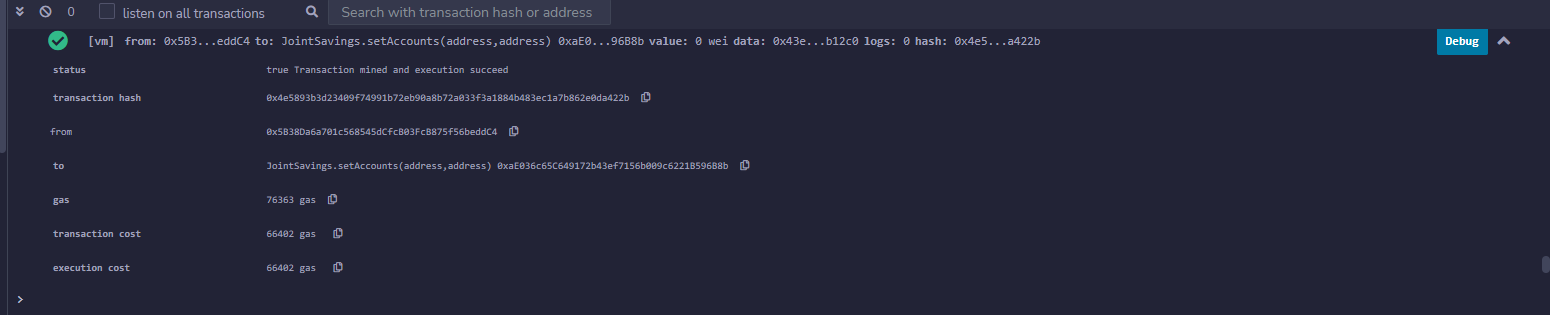 0 listen on all transactions Search with transaction hash or address
[vm] from: 0x5B3...eddC4 to: JointSavings.setAccounts(address,address) 0xaE0...96B8b value: 0 wei data: 0x43e...b12c0 logs: 0 hash: 0x4e5...a422b Debug
status true Transaction mined and execution succeed
transaction hash 0x4e5893b3d23409f74991b72eb90a8b72a033f3a1884b483ec1a7b862e0da422b
from 0x5B38Da6a701c568545dCfcB03FcB875f56beddC4
to JointSavings.setAccounts(address,address) 0xaE036c65C649172b43ef7156b009c6221B596B8b
gas 76363 gas
transaction cost 66402 gas
execution cost 66402 gas
>